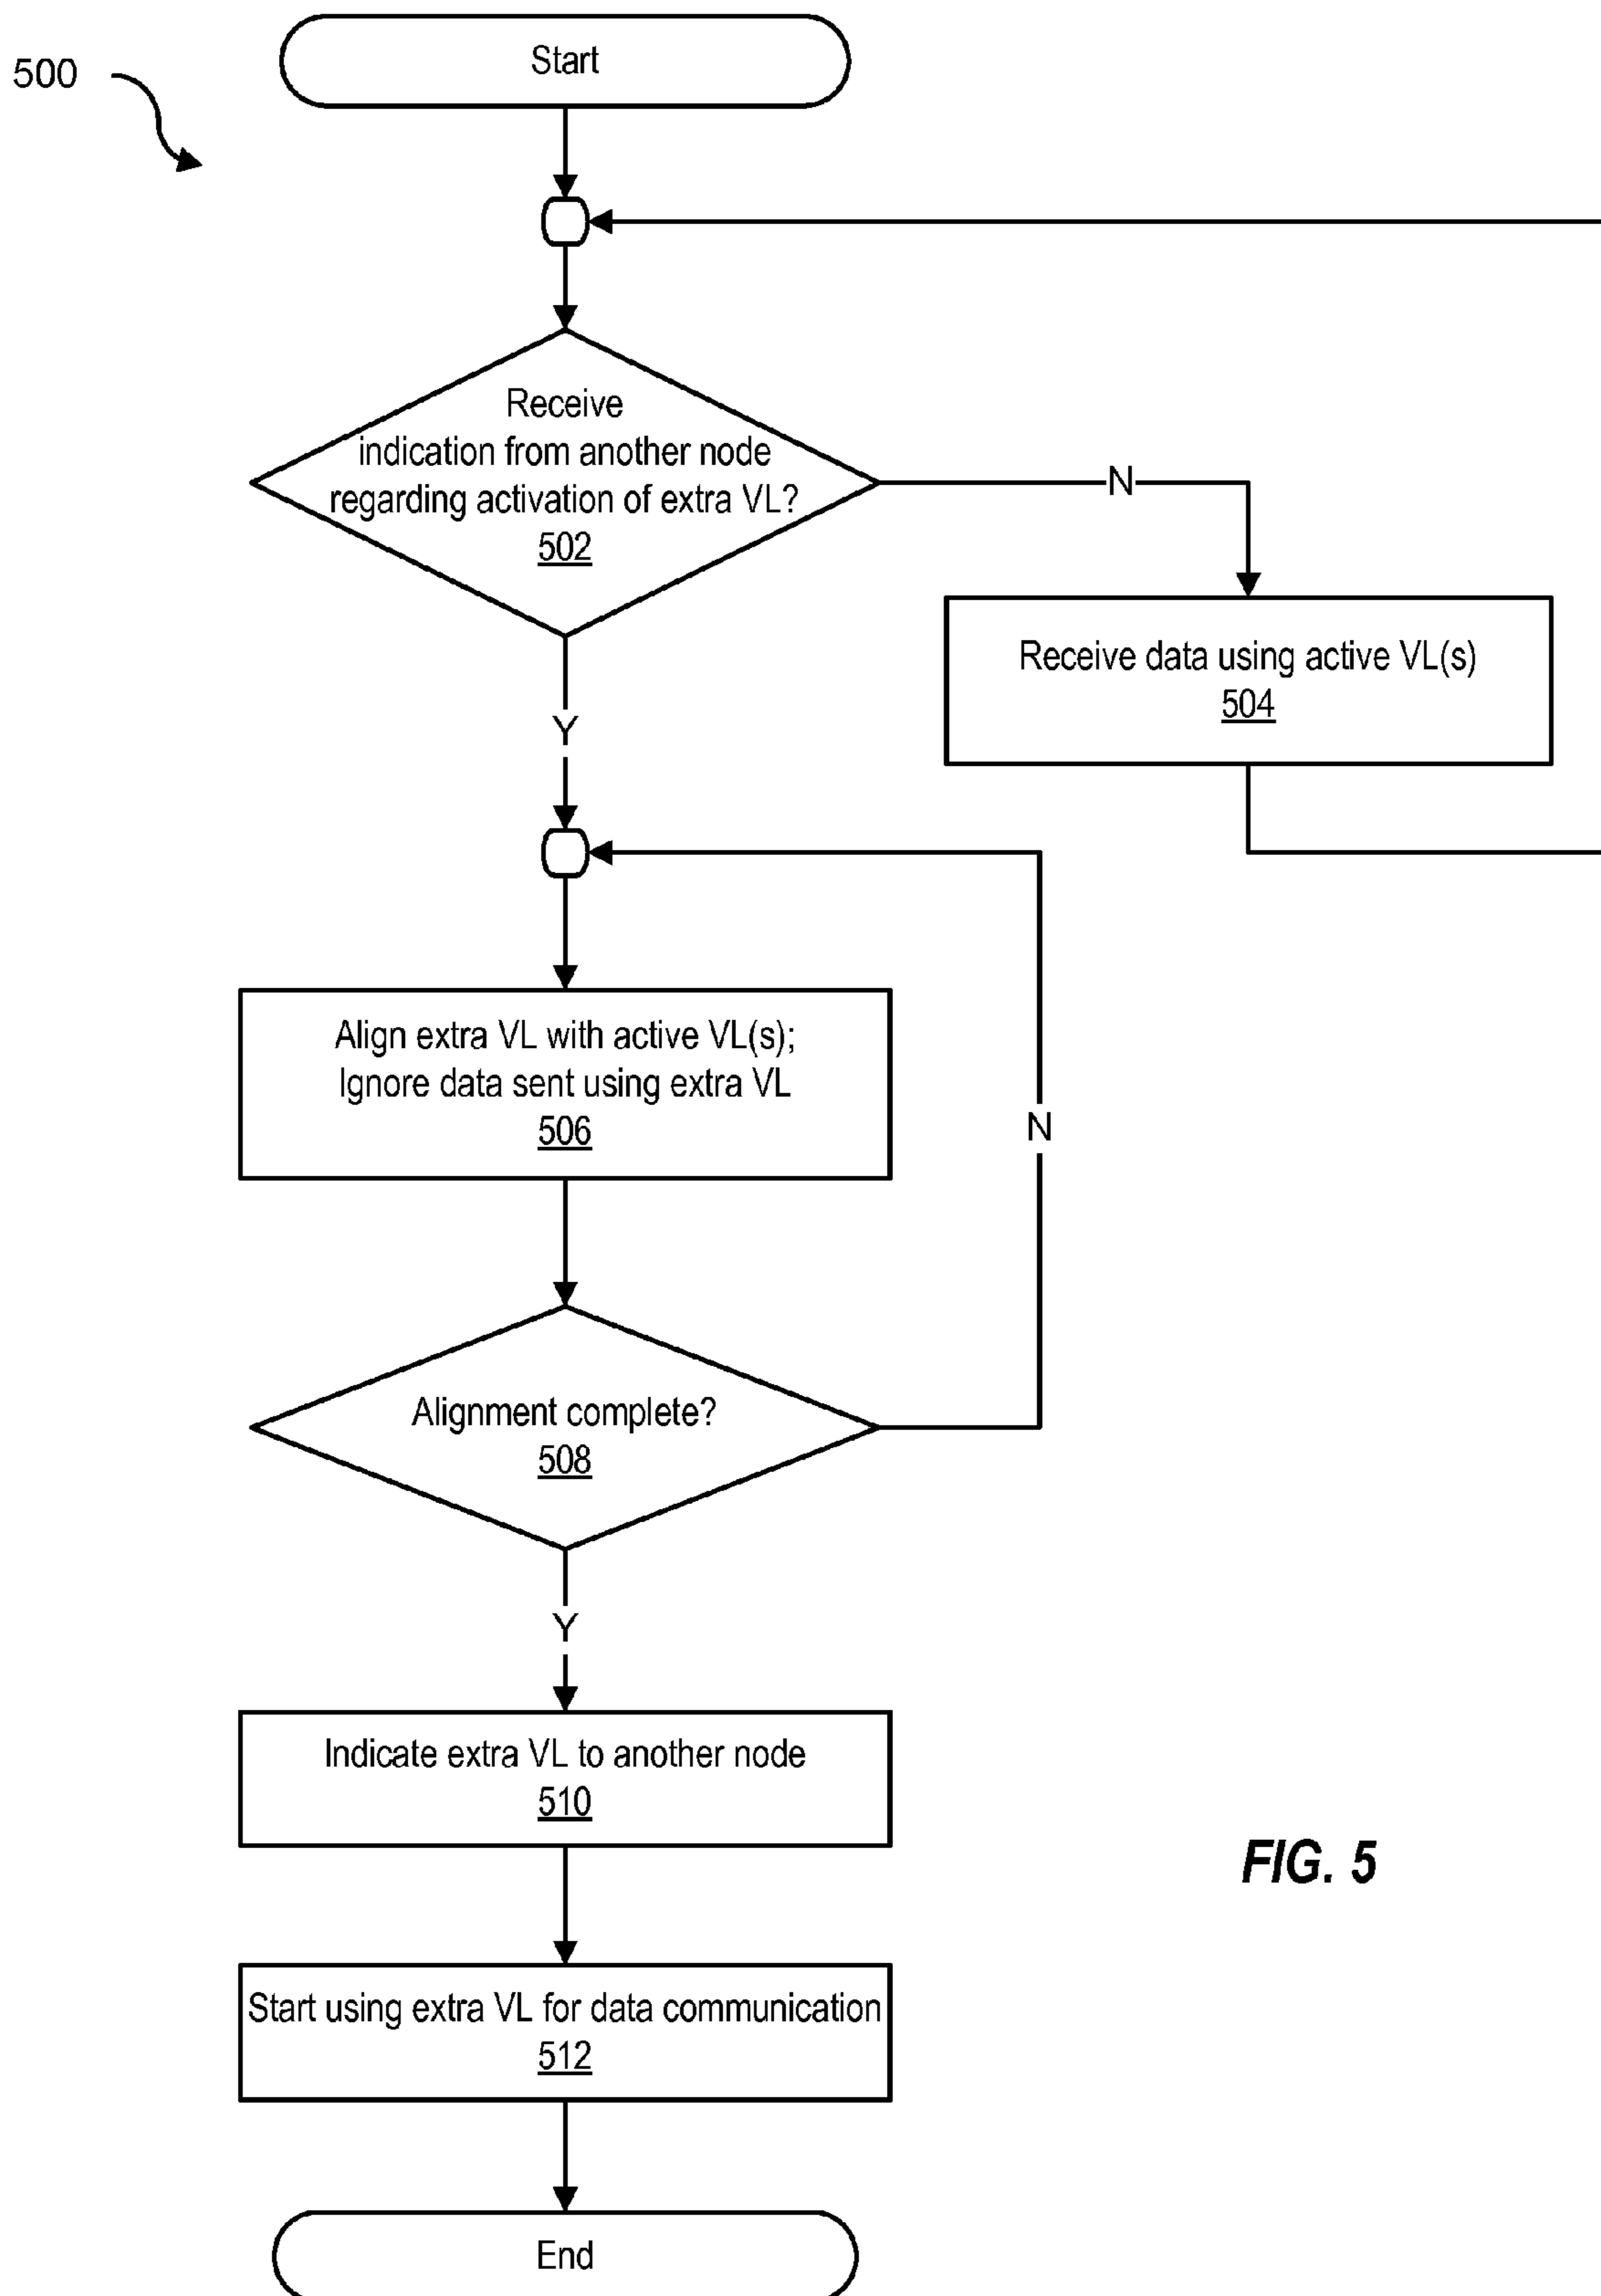 500
Start
Receive
indication from another node
regarding activation of extra VL?
502
N
Receive data using active VL(s)
504
Y
Align extra VL with active VL(s);
Ignore data sent using extra VL
506
N
Alignment complete?
508
Y
Indicate extra VL to another node
510
FIG. 5
Start using extra VL for data communication
512
End